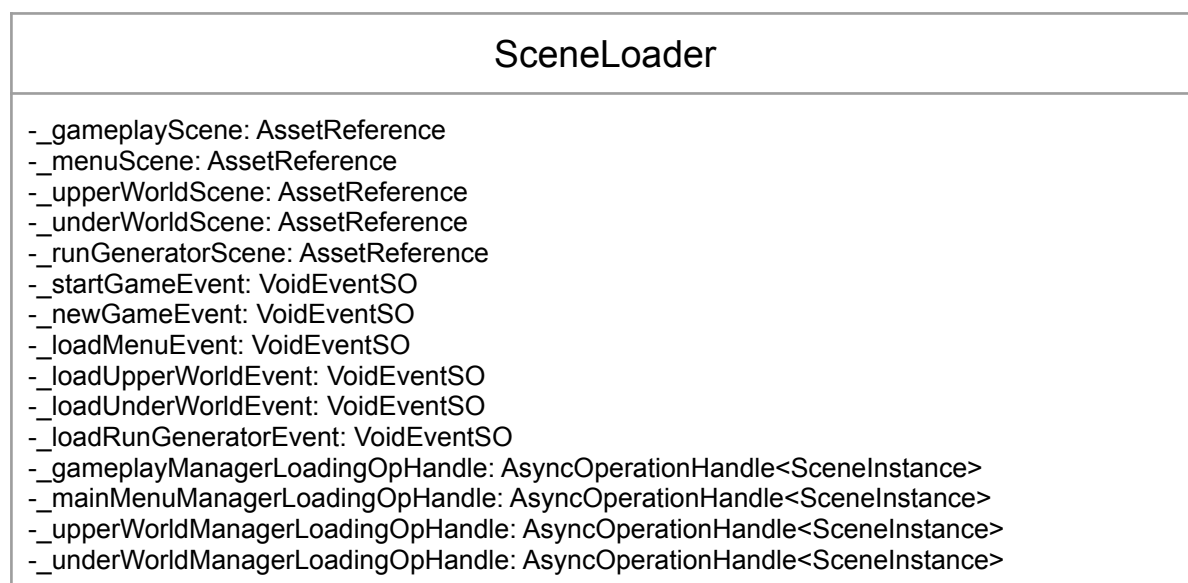 SceneLoader
-_gameplayScene: AssetReference
-_menuScene: AssetReference
-_upperWorldScene: AssetReference
-_underWorldScene: AssetReference
-_runGeneratorScene: AssetReference
-_startGameEvent: VoidEventSO
-_newGameEvent: VoidEventSO
-_loadMenuEvent: VoidEventSO
-_loadUpperWorldEvent: VoidEventSO
-_loadUnderWorldEvent: VoidEventSO
-_loadRunGeneratorEvent: VoidEventSO
-_gameplayManagerLoadingOpHandle: AsyncOperationHandle<SceneInstance>
-_mainMenuManagerLoadingOpHandle: AsyncOperationHandle<SceneInstance>
-_upperWorldManagerLoadingOpHandle: AsyncOperationHandle<SceneInstance>
-_underWorldManagerLoadingOpHandle: AsyncOperationHandle<SceneInstance>